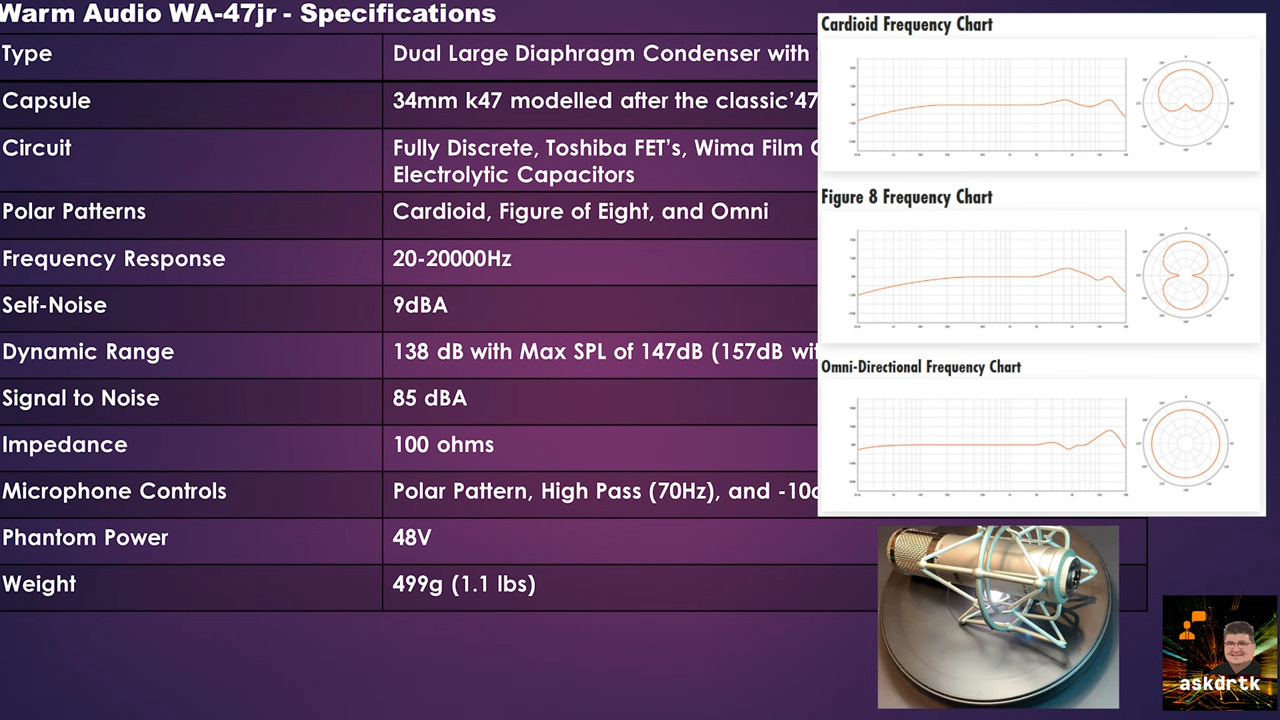 Warm Audio WA-47jr - Specifications
Type
Dual Large Diaphragm Condenser with
Capsule
34mm k47 modelled after the classic'47
Circuit
Fully Discrete, Toshiba FET's, Wima Film
Electrolytic Capacitors
Polar Patterns
Cardioid, Figure of Eight, and Omni
Frequency Response
20-20000Hz
Self-Noise
9dBA
Dynamic Range
138 dB with Max SPL of 147dB (157dB
Signal to Noise
85 dBA
Impedance
100 ohms
Microphone Controls
Polar Pattern, High Pass (70Hz), and
Phantom Power
48V
Weight
499g (1.1 lbs)
Cardioid Frequency Chart
Figure 8 Frequency Chart
Omni-Directional Frequency Chart
askdrtk